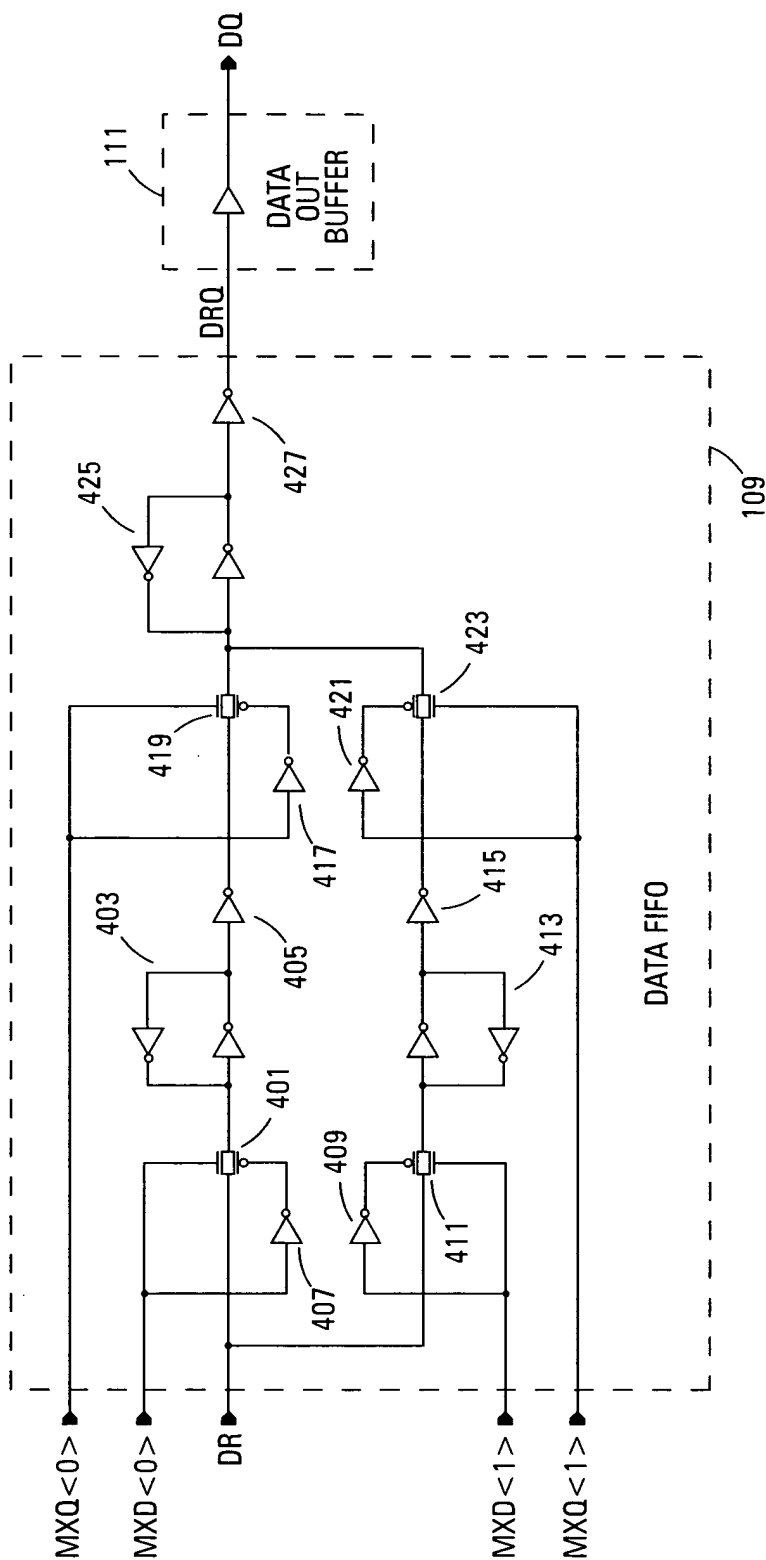 MXQ<0>
MXD<0>
DR
MXD<1>
MXQ<1>
401
403
405
407
409
411
413
415
417
419
421
423
425
427
DATA FIFO
109
DRQ
111
DATA
OUT
BUFFER
DQ